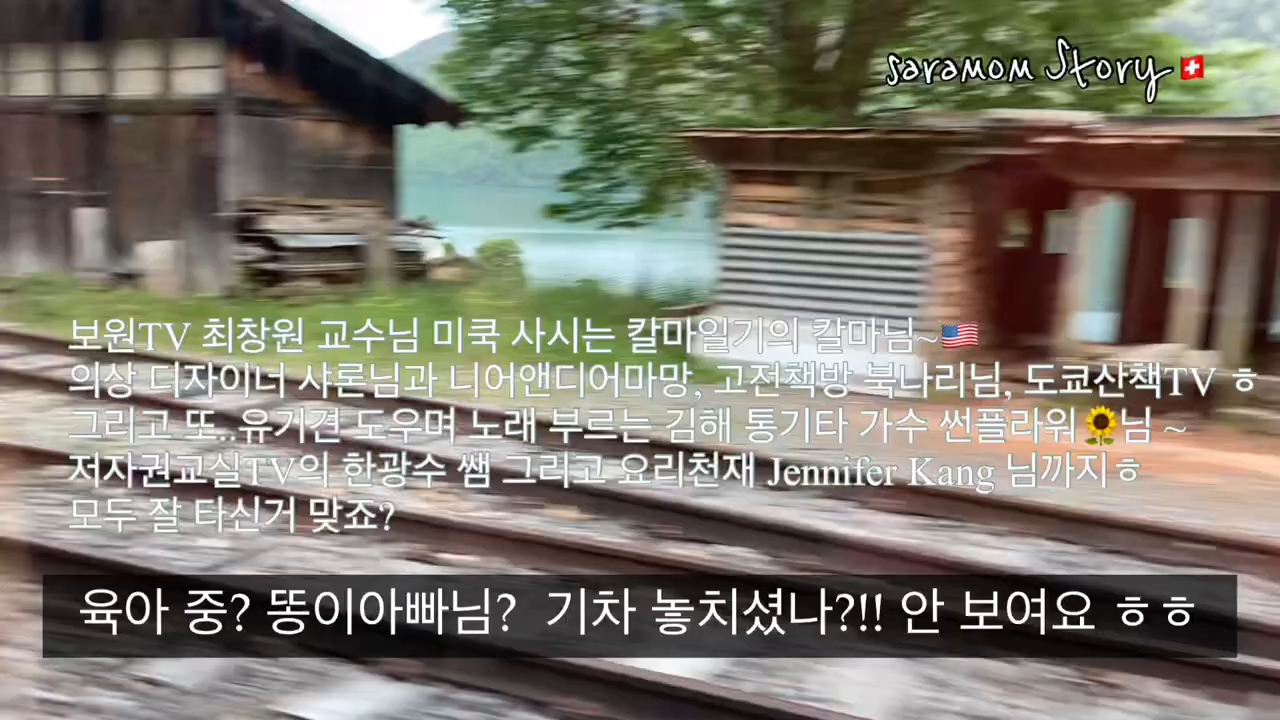 saramom Story
보원TV 최창원 교수님 미쿡 사시는 칼마일기의 칼마님~🇺🇸
의상 디자이너 샤론님과 니어앤디어마망, 고전책방 북나리님, 도쿄산책TV ㅎ
그리고 또..유기견 도우며 노래 부르는 김해 통기타 가수 썬플라워🌻님 ~
저자권교실TV의 한광수 쌤 그리고 요리천재 Jennifer Kang 님까지ㅎ
모두 잘 타신거 맞죠?
육아 중? 똥이아빠님? 기차 놓치셨나?!! 안 보여요 ㅎㅎ